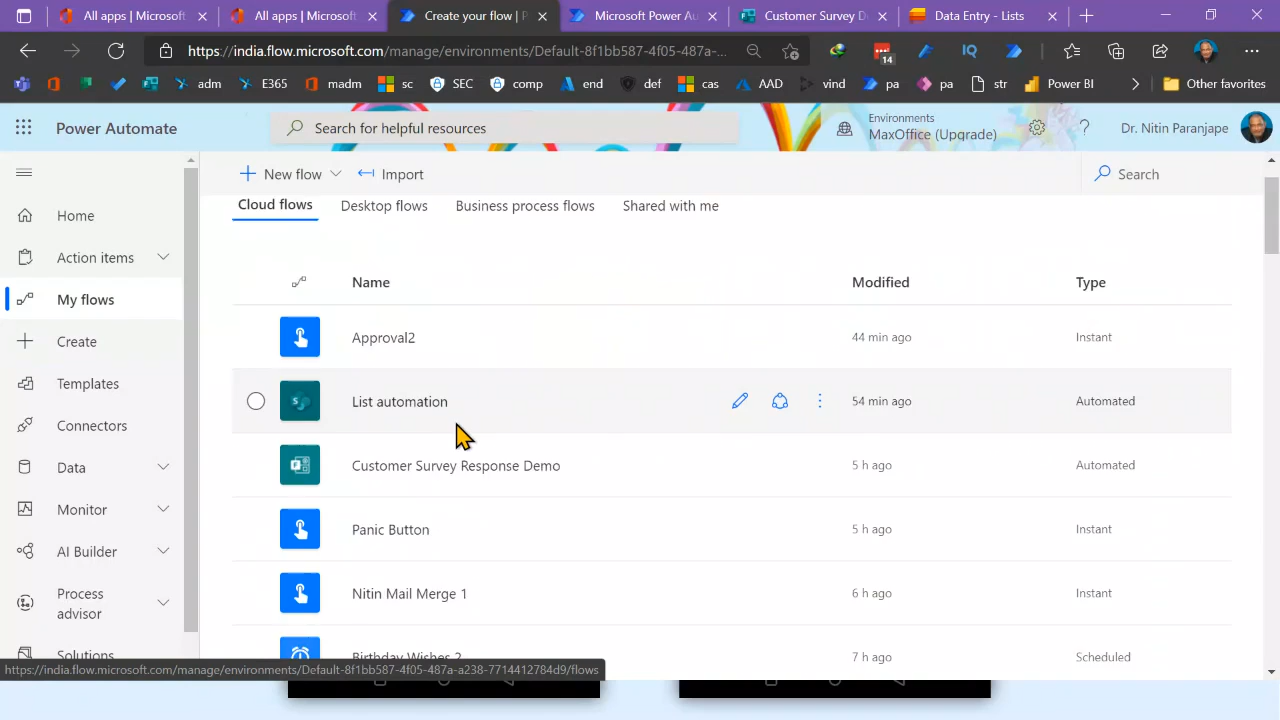 All apps | Microsoft
All apps | Microsoft
Create your flow | P
Microsoft Power Au
Customer Survey D
Data Entry - Lists
https://india.flow.microsoft.com/manage/environments/Default-8f1bb587-4f05-487a-...
14
IQ
adm
E365
madm
sc
SEC
comp
end
def
cas
AAD
vind
pa
pa
str
Power BI
Other favorites
Power Automate
Search for helpful resources
Environments
MaxOffice (Upgrade)
?
Dr. Nitin Paranjape
New flow
Import
Search
Home
Action items
My flows
Create
Templates
Connectors
Data
Monitor
AI Builder
Process
advisor
Solutions
Cloud flows
Desktop flows
Business process flows
Shared with me
Name
Modified
Type
Approval2
44 min ago
Instant
List automation
54 min ago
Automated
Customer Survey Response Demo
5 h ago
Automated
Panic Button
5 h ago
Instant
Nitin Mail Merge 1
6 h ago
Instant
Birthday Wishes 2
7 h ago
Scheduled
https://india.flow.microsoft.com/manage/environments/Default-8f1bb587-4f05-487a-a238-7714412784d9/flows